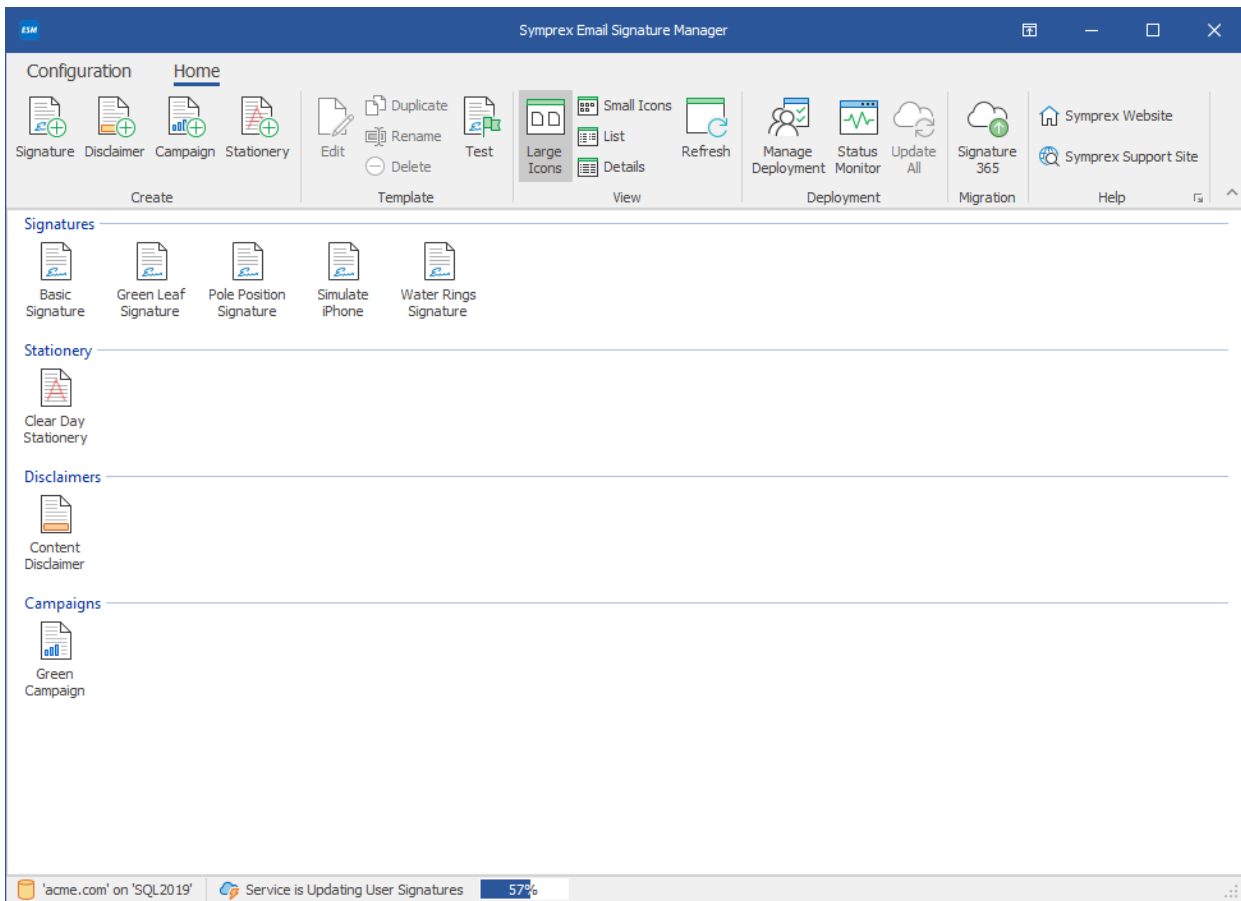 ESM
Symprex Email Signature Manager
Configuration
Home
Signature
Disclaimer
Campaign
Stationery
Create
Edit
Duplicate
Rename
Delete
Test
Template
Large
Icons
Small Icons
List
Details
Refresh
View
Manage
Deployment
Status
Monitor
Update
All
Deployment
Signature
365
Migration
Symprex Website
Symprex Support Site
Help
Signatures
Basic
Signature
Green Leaf
Signature
Pole Position
Signature
Simulate
iPhone
Water Rings
Signature
Stationery
Clear Day
Stationery
Disclaimers
Content
Disclaimer
Campaigns
Green
Campaign
'acme.com' on 'SQL2019'
Service is Updating User Signatures
57%